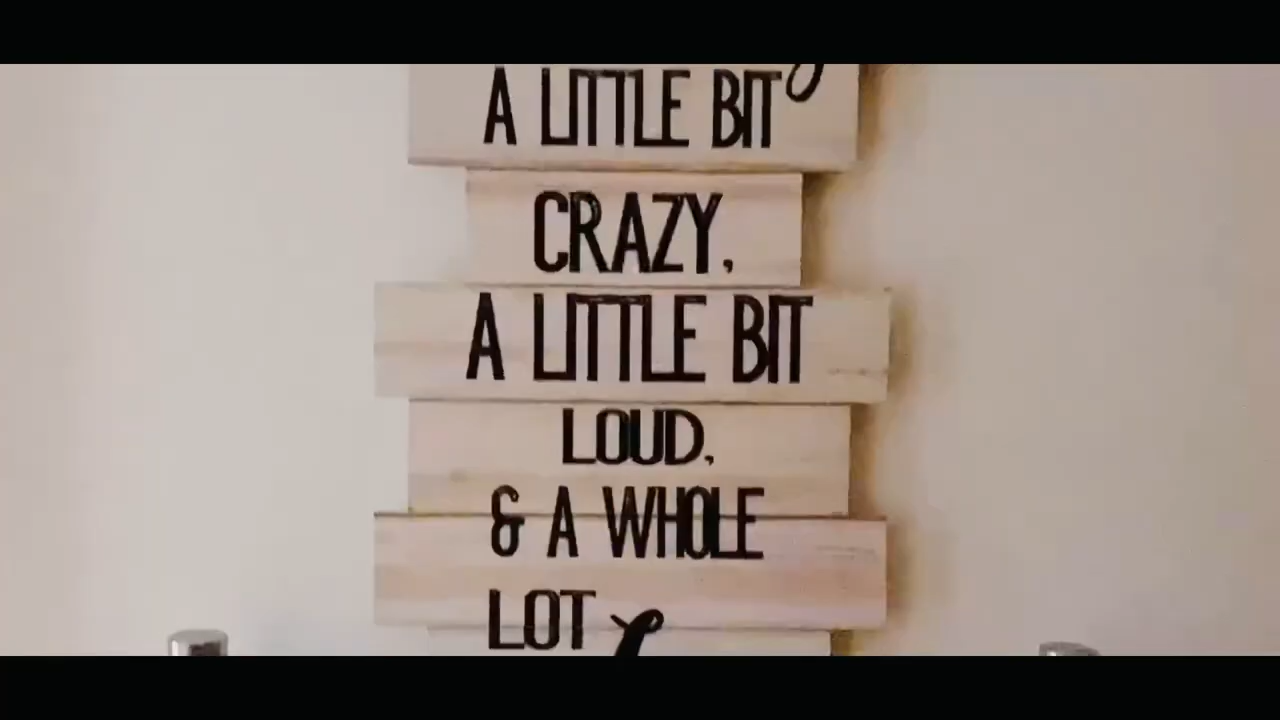 A LITTLE BIT
CRAZY,
A LITTLE BIT
LOUD,
& A WHOLE
LOT